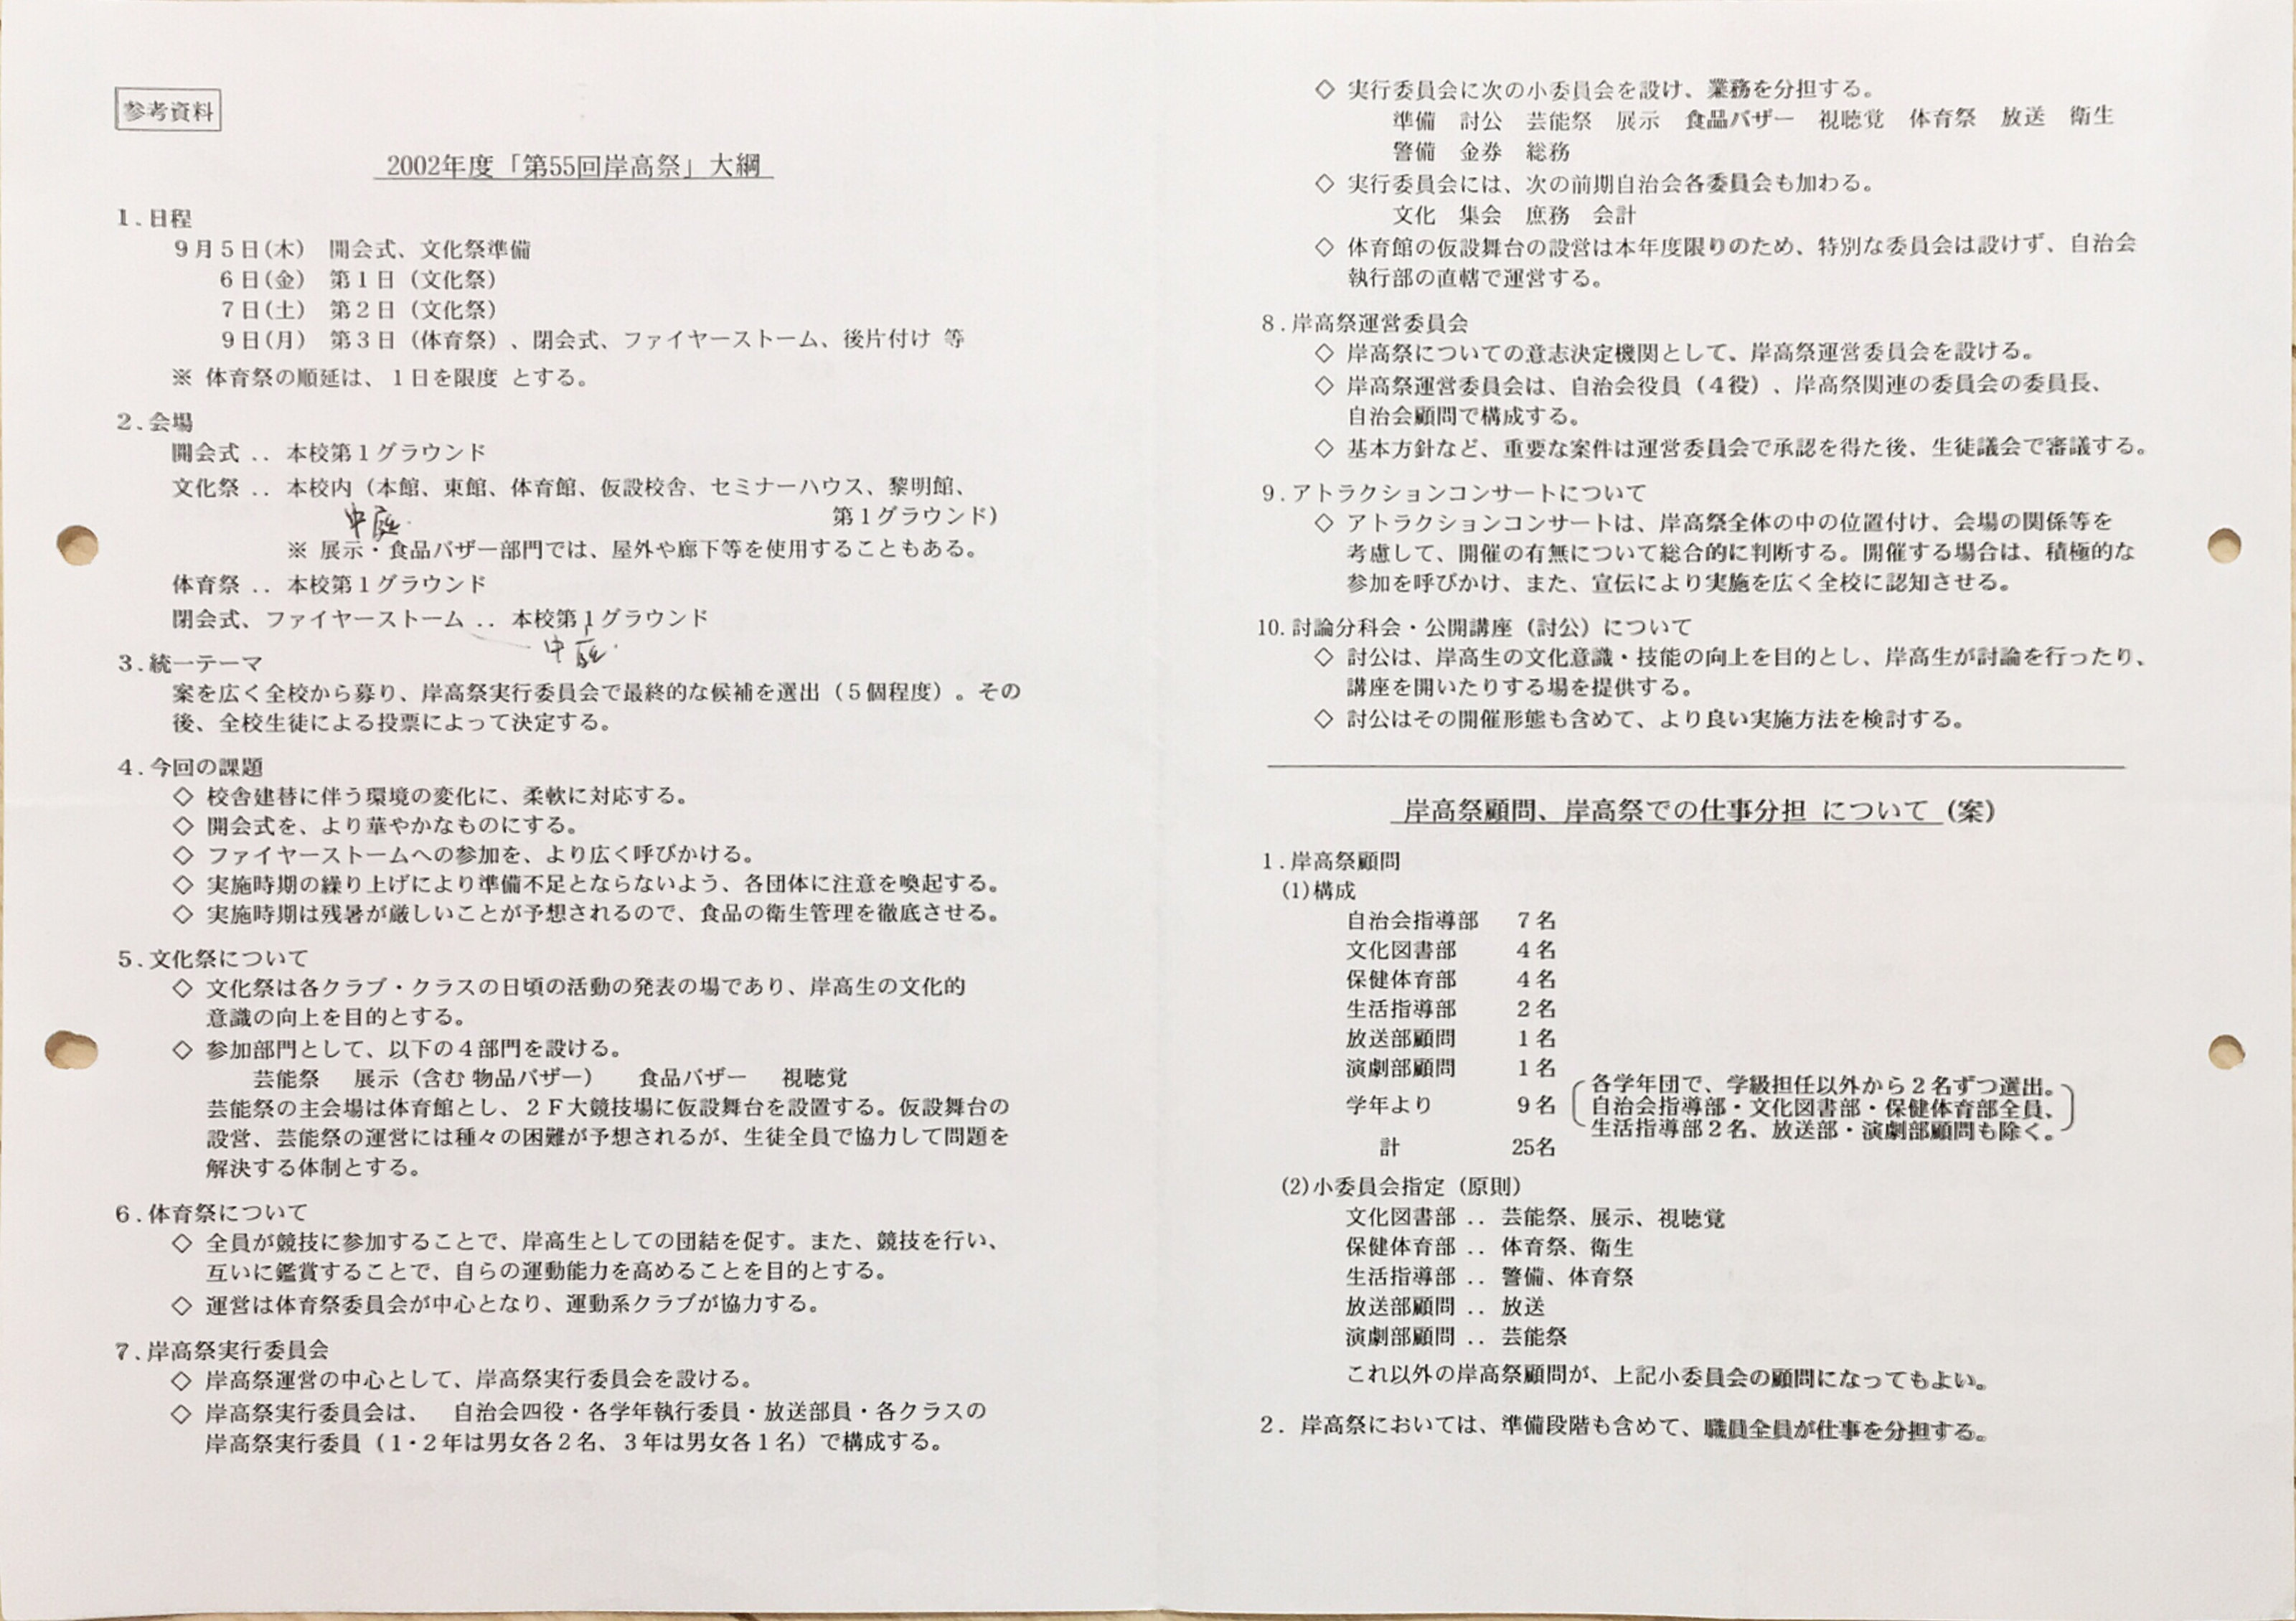 参考資料
2002年度「第55回岸高祭」大綱
１.日程
９月５日(木) 開会式、文化祭準備
６日(金) 第１日（文化祭）
７日(土) 第２日（文化祭）
９日(月) 第３日（体育祭）、閉会式、ファイヤーストーム、後片付け 等
※ 体育祭の順延は、１日を限度 とする。
２.会場
開会式 .. 本校第１グラウンド
文化祭 .. 本校内（本館、東館、体育館、仮設校舎、セミナーハウス、黎明館、
中庭
第１グラウンド）
※ 展示・食品バザー部門では、屋外や廊下等を使用することもある。
体育祭 .. 本校第１グラウンド
閉会式、ファイヤーストーム .. 本校第１グラウンド
中庭
３.統一テーマ
案を広く全校から募り、岸高祭実行委員会で最終的な候補を選出（５個程度）。その
後、全校生徒による投票によって決定する。
４.今回の課題
◇ 校舎建替に伴う環境の変化に、柔軟に対応する。
◇ 開会式を、より華やかなものにする。
◇ ファイヤーストームへの参加を、より広く呼びかける。
◇ 実施時期の繰り上げにより準備不足とならないよう、各団体に注意を喚起する。
◇ 実施時期は残暑が厳しいことが予想されるので、食品の衛生管理を徹底させる。
５.文化祭について
◇ 文化祭は各クラブ・クラスの日頃の活動の発表の場であり、岸高生の文化的
意識の向上を目的とする。
◇ 参加部門として、以下の４部門を設ける。
芸能祭 展示（含む 物品バザー） 食品バザー 視聴覚
芸能祭の主会場は体育館とし、２Ｆ大競技場に仮設舞台を設置する。仮設舞台の
設営、芸能祭の運営には種々の困難が予想されるが、生徒全員で協力して問題を
解決する体制とする。
６.体育祭について
◇ 全員が競技に参加することで、岸高生としての団結を促す。また、競技を行い、
互いに鑑賞することで、自らの運動能力を高めることを目的とする。
◇ 運営は体育祭委員会が中心となり、運動系クラブが協力する。
７.岸高祭実行委員会
◇ 岸高祭運営の中心として、岸高祭実行委員会を設ける。
◇ 岸高祭実行委員会は、 自治会四役・各学年執行委員・放送部員・各クラスの
岸高祭実行委員（１・２年は男女各２名、３年は男女各１名）で構成する。
◇ 実行委員会に次の小委員会を設け、業務を分担する。
準備 討公 芸能祭 展示 食品バザー 視聴覚 体育祭 放送 衛生
警備 金券 総務
◇ 実行委員会には、次の前期自治会各委員会も加わる。
文化 集会 庶務 会計
◇ 体育館の仮設舞台の設営は本年度限りのため、特別な委員会は設けず、自治会
執行部の直轄で運営する。
８.岸高祭運営委員会
◇ 岸高祭についての意志決定機関として、岸高祭運営委員会を設ける。
◇ 岸高祭運営委員会は、自治会役員（４役）、岸高祭関連の委員会の委員長、
自治会顧問で構成する。
◇ 基本方針など、重要な案件は運営委員会で承認を得た後、生徒議会で審議する。
９.アトラクションコンサートについて
◇ アトラクションコンサートは、岸高祭全体の中の位置付け、会場の関係等を
考慮して、開催の有無について総合的に判断する。開催する場合は、積極的な
参加を呼びかけ、また、宣伝により実施を広く全校に認知させる。
10.討論分科会・公開講座（討公）について
◇ 討公は、岸高生の文化意識・技能の向上を目的とし、岸高生が討論を行ったり、
講座を開いたりする場を提供する。
◇ 討公はその開催形態も含めて、より良い実施方法を検討する。
岸高祭顧問、岸高祭での仕事分担 について（案）
１.岸高祭顧問
(1)構成
自治会指導部 ７名
文化図書部 ４名
保健体育部 ４名
生活指導部 ２名
放送部顧問 １名
演劇部顧問 １名
学年より ９名
各学年団で、学級担任以外から２名ずつ選出。
自治会指導部・文化図書部・保健体育部全員、
生活指導部２名、放送部・演劇部顧問も除く。
計 25名
(2)小委員会指定（原則）
文化図書部 .. 芸能祭、展示、視聴覚
保健体育部 .. 体育祭、衛生
生活指導部 .. 警備、体育祭
放送部顧問 .. 放送
演劇部顧問 .. 芸能祭
これ以外の岸高祭顧問が、上記小委員会の顧問になってもよい。
２. 岸高祭においては、準備段階も含めて、職員全員が仕事を分担する。